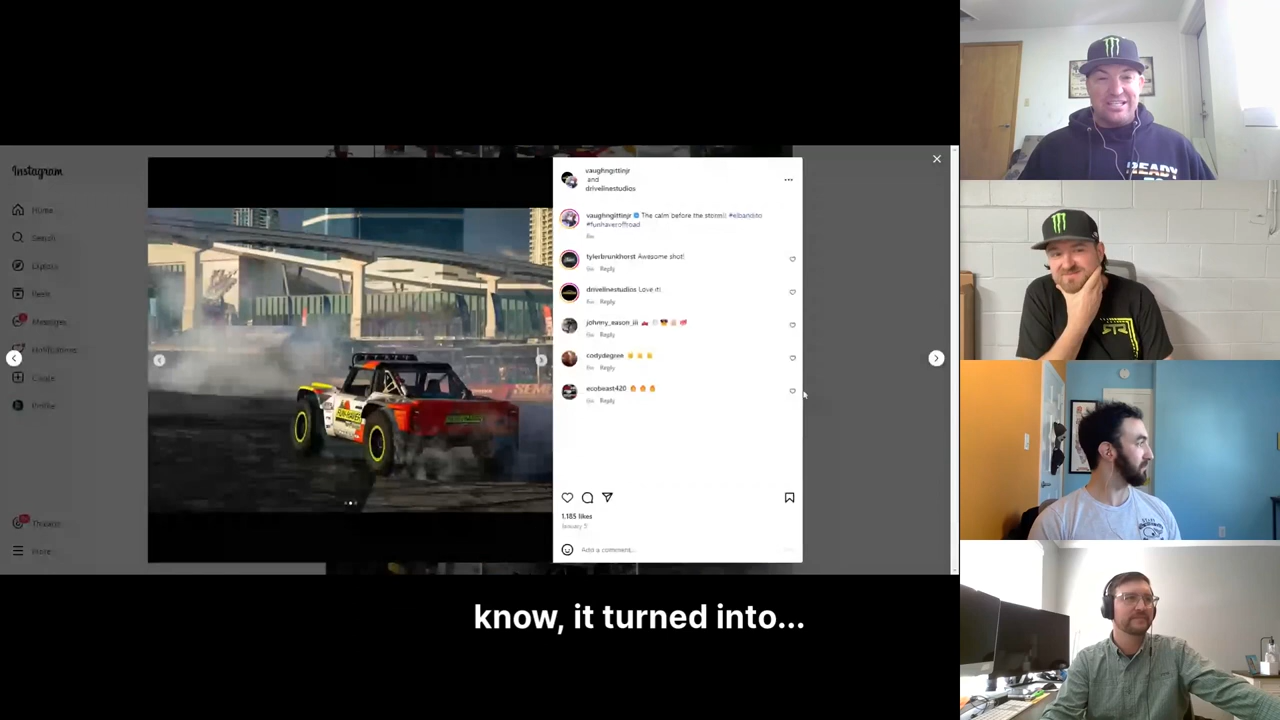 Instagram
Home
Search
Explore
Reels
Messages
Notifications
Create
Profile
Threads
More
vaughngittinjr
and
drivelinestudios
vaughngittinjr The calm before the storm!! #elbandito
#funhaveroffroad
tylerbrunkhorst Awesome shot!
Reply
drivelinestudios Love it!
Reply
johnny_eason_iii
Reply
codydegren
Reply
ecobeast420
Reply
1,185 likes
January 5
Add a comment...
know, it turned into...
READY
TO